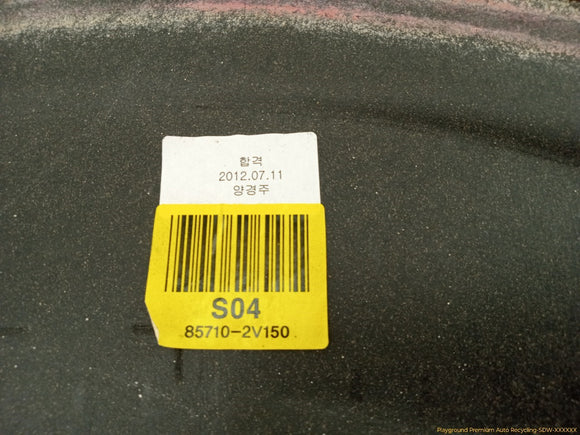 합격
2012.07.11
양경주
S04
85710-2V150
Playground Premium Auto Recycling-SDW-XXXXXX